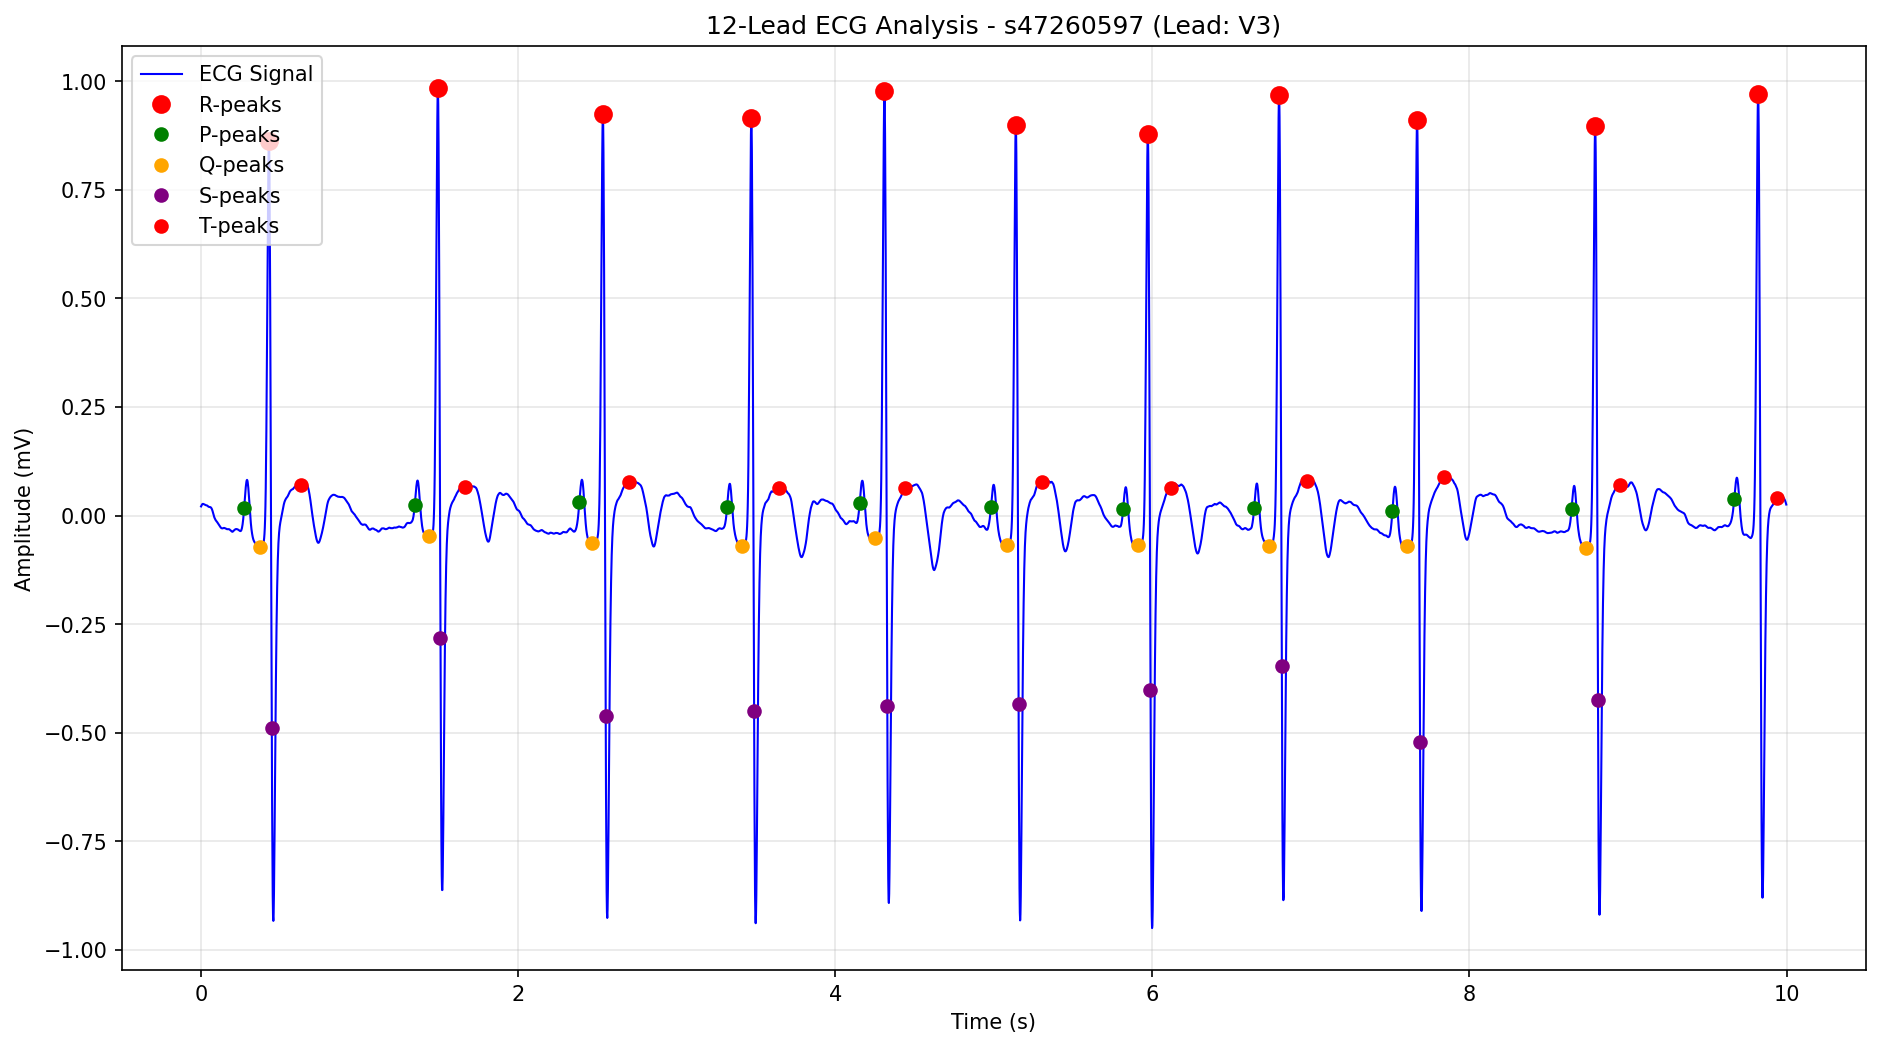 12-Lead ECG Analysis - s47260597 (Lead: V3)
ECG Signal
R-peaks
P-peaks
Q-peaks
S-peaks
T-peaks
1.00
0.75
0.50
0.25
0.00
−0.25
−0.50
−0.75
−1.00
Amplitude (mV)
0 2 4 6 8 10
Time (s)